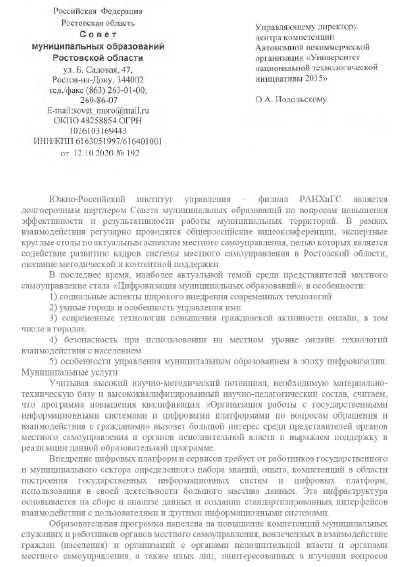 Российская Федерация
Ростовская область
Совет
муниципальных образований
Ростовской области
ул. Б. Садовая, 47,
Ростов-на-Дону, 344002
тел./факс (863) 263-01-00,
269-86-07
E-mail:sovet_moro@mail.ru
ОКПО 48258854 ОГРН
1026103169443
ИНН/КПП 6163051997/616401001
от 12.10.2020 № 192
Управляющему директору
центра компетенций
Автономной некоммерческой
организации «Университет
национальной технологической
инициативы 2035»
О.А. Подольскому
Южно-Российский институт управления – филиал РАНХиГС является
долгосрочным партнером Совета муниципальных образований по вопросам повышения
эффективности и результативности работы муниципальных территорий. В рамках
взаимодействия регулярно проводятся общероссийские видеоконференции, экспертные
круглые столы по актуальным аспектам местного самоуправления, целью которых является
содействие развитию кадров системы местного самоуправления в Ростовской области,
оказание методической и контентной поддержки.
В последнее время, наиболее актуальной темой среди представителей местного
самоуправления стала «Цифровизация муниципальных образований», в особенности:
1) социальные аспекты широкого внедрения современных технологий
2) умные города и особенность управления ими
3) современные технологии повышения гражданской активности онлайн, в том
числе в городах
4) безопасность при использовании на местном уровне онлайн технологий
взаимодействия с населением
5) особенности управления муниципальным образованием в эпоху цифровизации.
Муниципальные услуги
Учитывая высокий научно-методический потенциал, необходимую материально-
техническую базу и высококвалифицированный научно-педагогический состав, считаем,
что программа повышения квалификации «Организация работы с государственными
информационными системами и цифровыми платформами по вопросам обращения и
взаимодействия с гражданами» вызовет большой интерес среди представителей органов
местного самоуправления и органов исполнительной власти и выражаем поддержку в
реализации данной образовательной программе.
Внедрение цифровых платформ и сервисов требует от работников государственного
и муниципального сектора определенного набора знаний, опыта, компетенций в области
построения государственных информационных систем и цифровых платформ,
использования в своей деятельности большого массива данных. Эта инфраструктура
основывается на сборе и анализе данных и создании стандартизированных интерфейсов
взаимодействия с пользователями и другими информационными системами.
Образовательная программа нацелена на повышение компетенций муниципальных
служащих и работников органов местного самоуправления, вовлеченных в взаимодействие
граждан (населения) и организаций с органами исполнительной власти и органами
местного самоуправления, а также иных лиц, заинтересованных в изучении вопросов